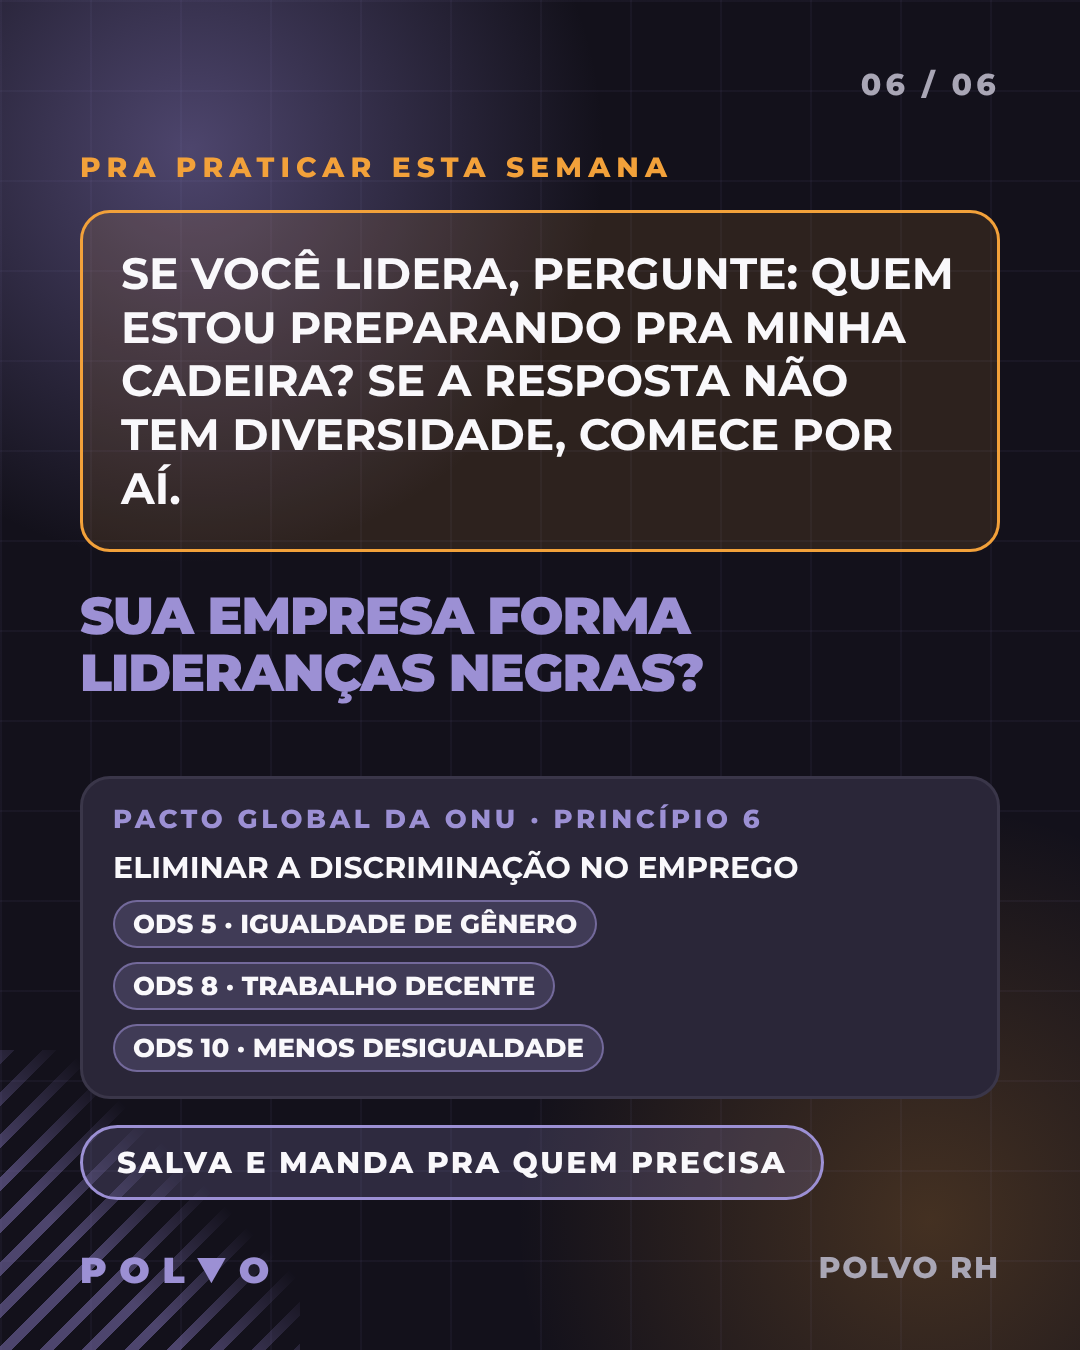 06 / 06
PRA PRATICAR ESTA SEMANA
SE VOCÊ LIDERA, PERGUNTE: QUEM
ESTOU PREPARANDO PRA MINHA
CADEIRA? SE A RESPOSTA NÃO
TEM DIVERSIDADE, COMECE POR
AÍ.
SUA EMPRESA FORMA
LIDERANÇAS NEGRAS?
PACTO GLOBAL DA ONU · PRINCÍPIO 6
ELIMINAR A DISCRIMINAÇÃO NO EMPREGO
ODS 5 · IGUALDADE DE GÊNERO
ODS 8 · TRABALHO DECENTE
ODS 10 · MENOS DESIGUALDADE
SALVA E MANDA PRA QUEM PRECISA
POL▼O
POLVO RH